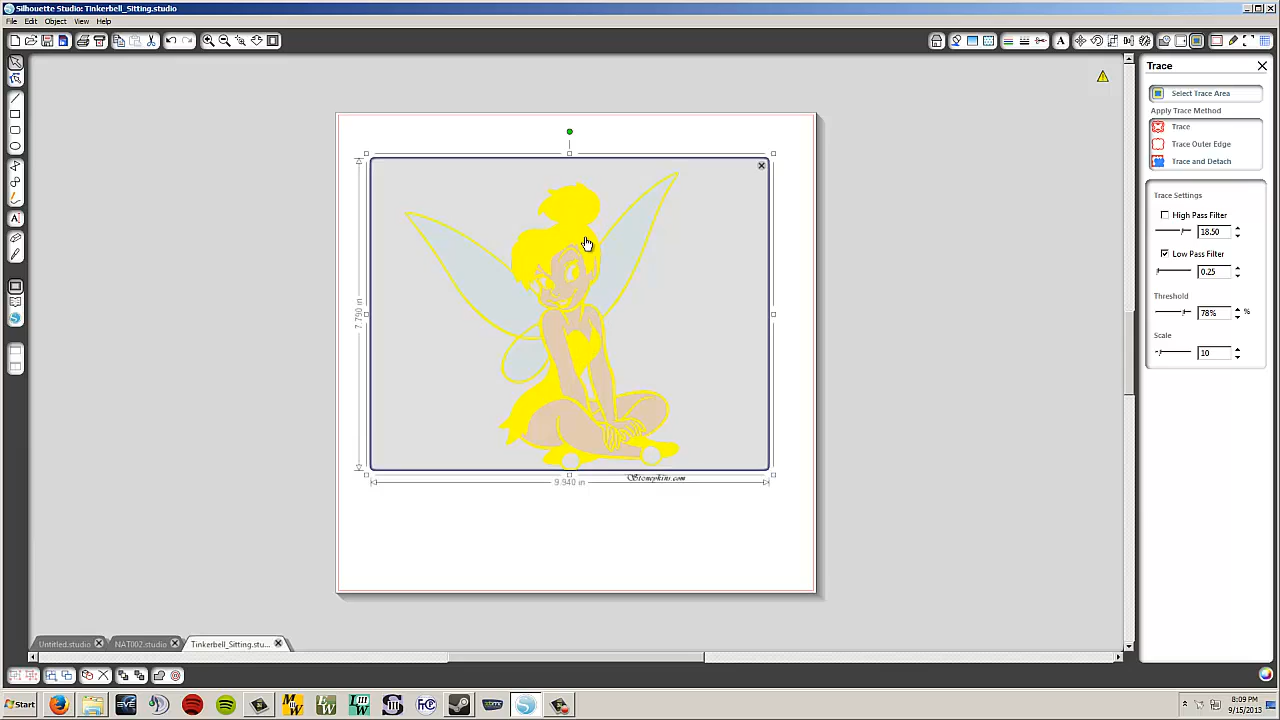 Silhouette Studio: Tinkerbell_Sitting.studio
File Edit Object View Help
Trace
Select Trace Area
Apply Trace Method
Trace
Trace Outer Edge
Trace and Detach
Trace Settings
High Pass Filter
18.50
Low Pass Filter
0.25
Threshold
78% %
Scale
10
7.790 in
9.940 in
Stoneykins.com
Untitled.studio NAT002.studio Tinkerbell_Sitting.stu...
Start
8:09 PM
9/15/2013